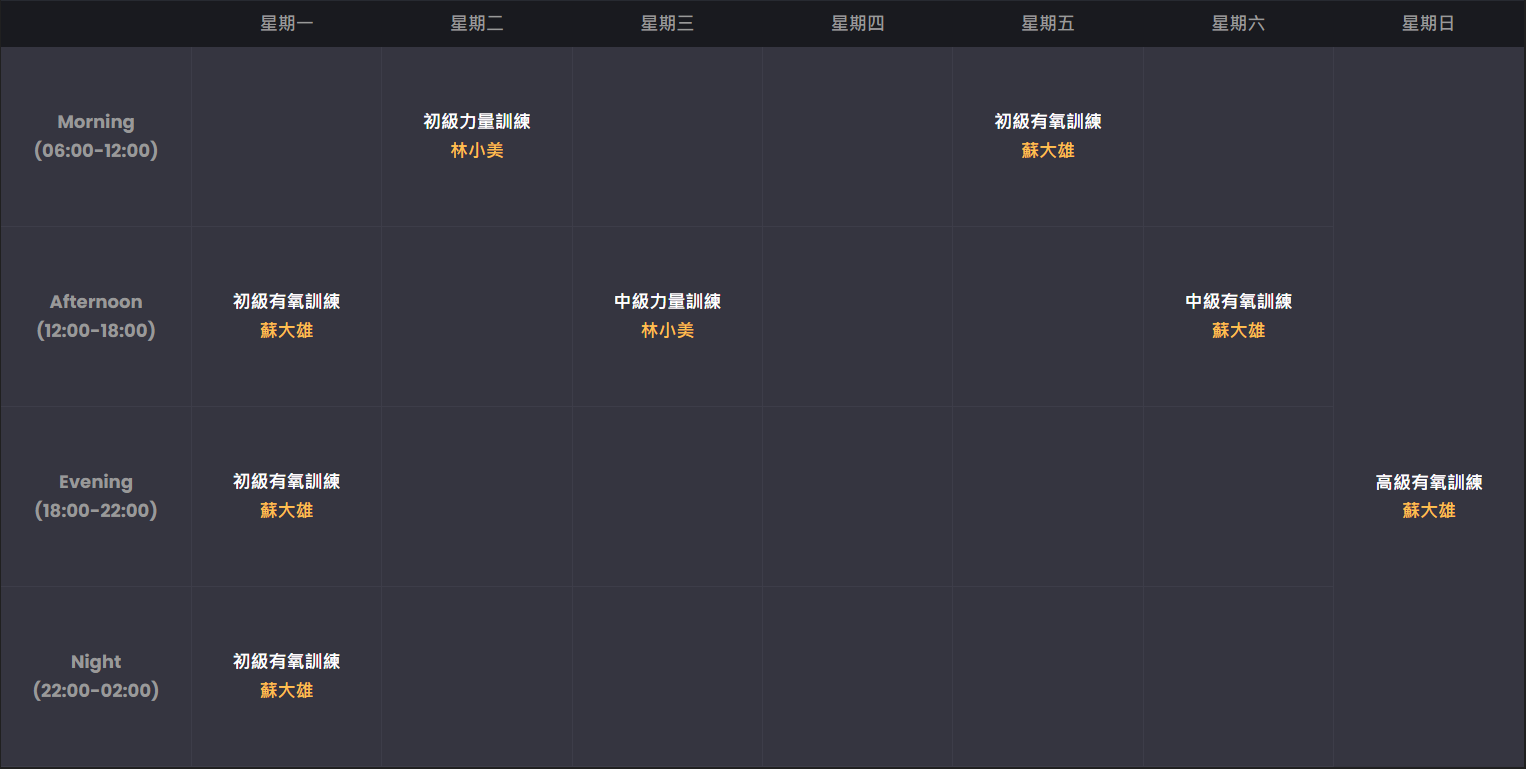 星期一 星期二 星期三 星期四 星期五 星期六 星期日
Morning
(06:00-12:00)
初級力量訓練
林小美
初級有氧訓練
蘇大雄
Afternoon
(12:00-18:00)
初級有氧訓練
蘇大雄
中級力量訓練
林小美
中級有氧訓練
蘇大雄
Evening
(18:00-22:00)
初級有氧訓練
蘇大雄
高級有氧訓練
蘇大雄
Night
(22:00-02:00)
初級有氧訓練
蘇大雄